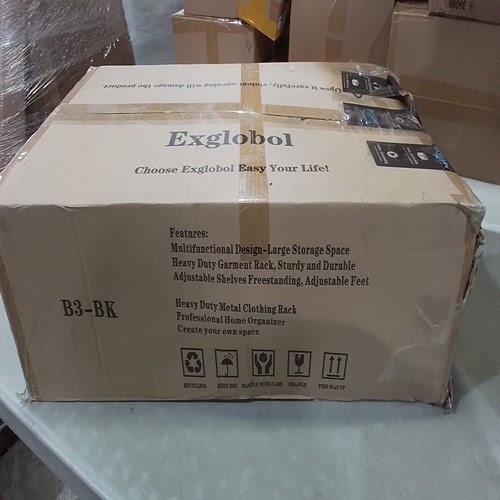 Open it carefully, violent opening will damage the product.
Exglobol
Choose Exglobol Easy Your Life!
Features:
Multifunctional Design-Large Storage Space
Heavy Duty Garment Rack, Sturdy and Durable
Adjustable Shelves Freestanding, Adjustable Feet
B3-BK
Heavy Duty Metal Clothing Rack
Professional Home Organizer
Create your own space
RECYCLING KEEP DRY HANDLE WITH CARE FRAGILE THIS WAY UP